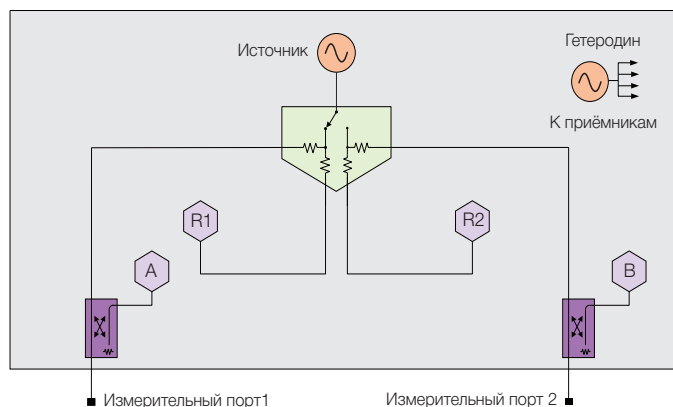 Источник
Гетеродин
К приёмникам
R1
R2
A
B
Измерительный порт1
Измерительный порт 2